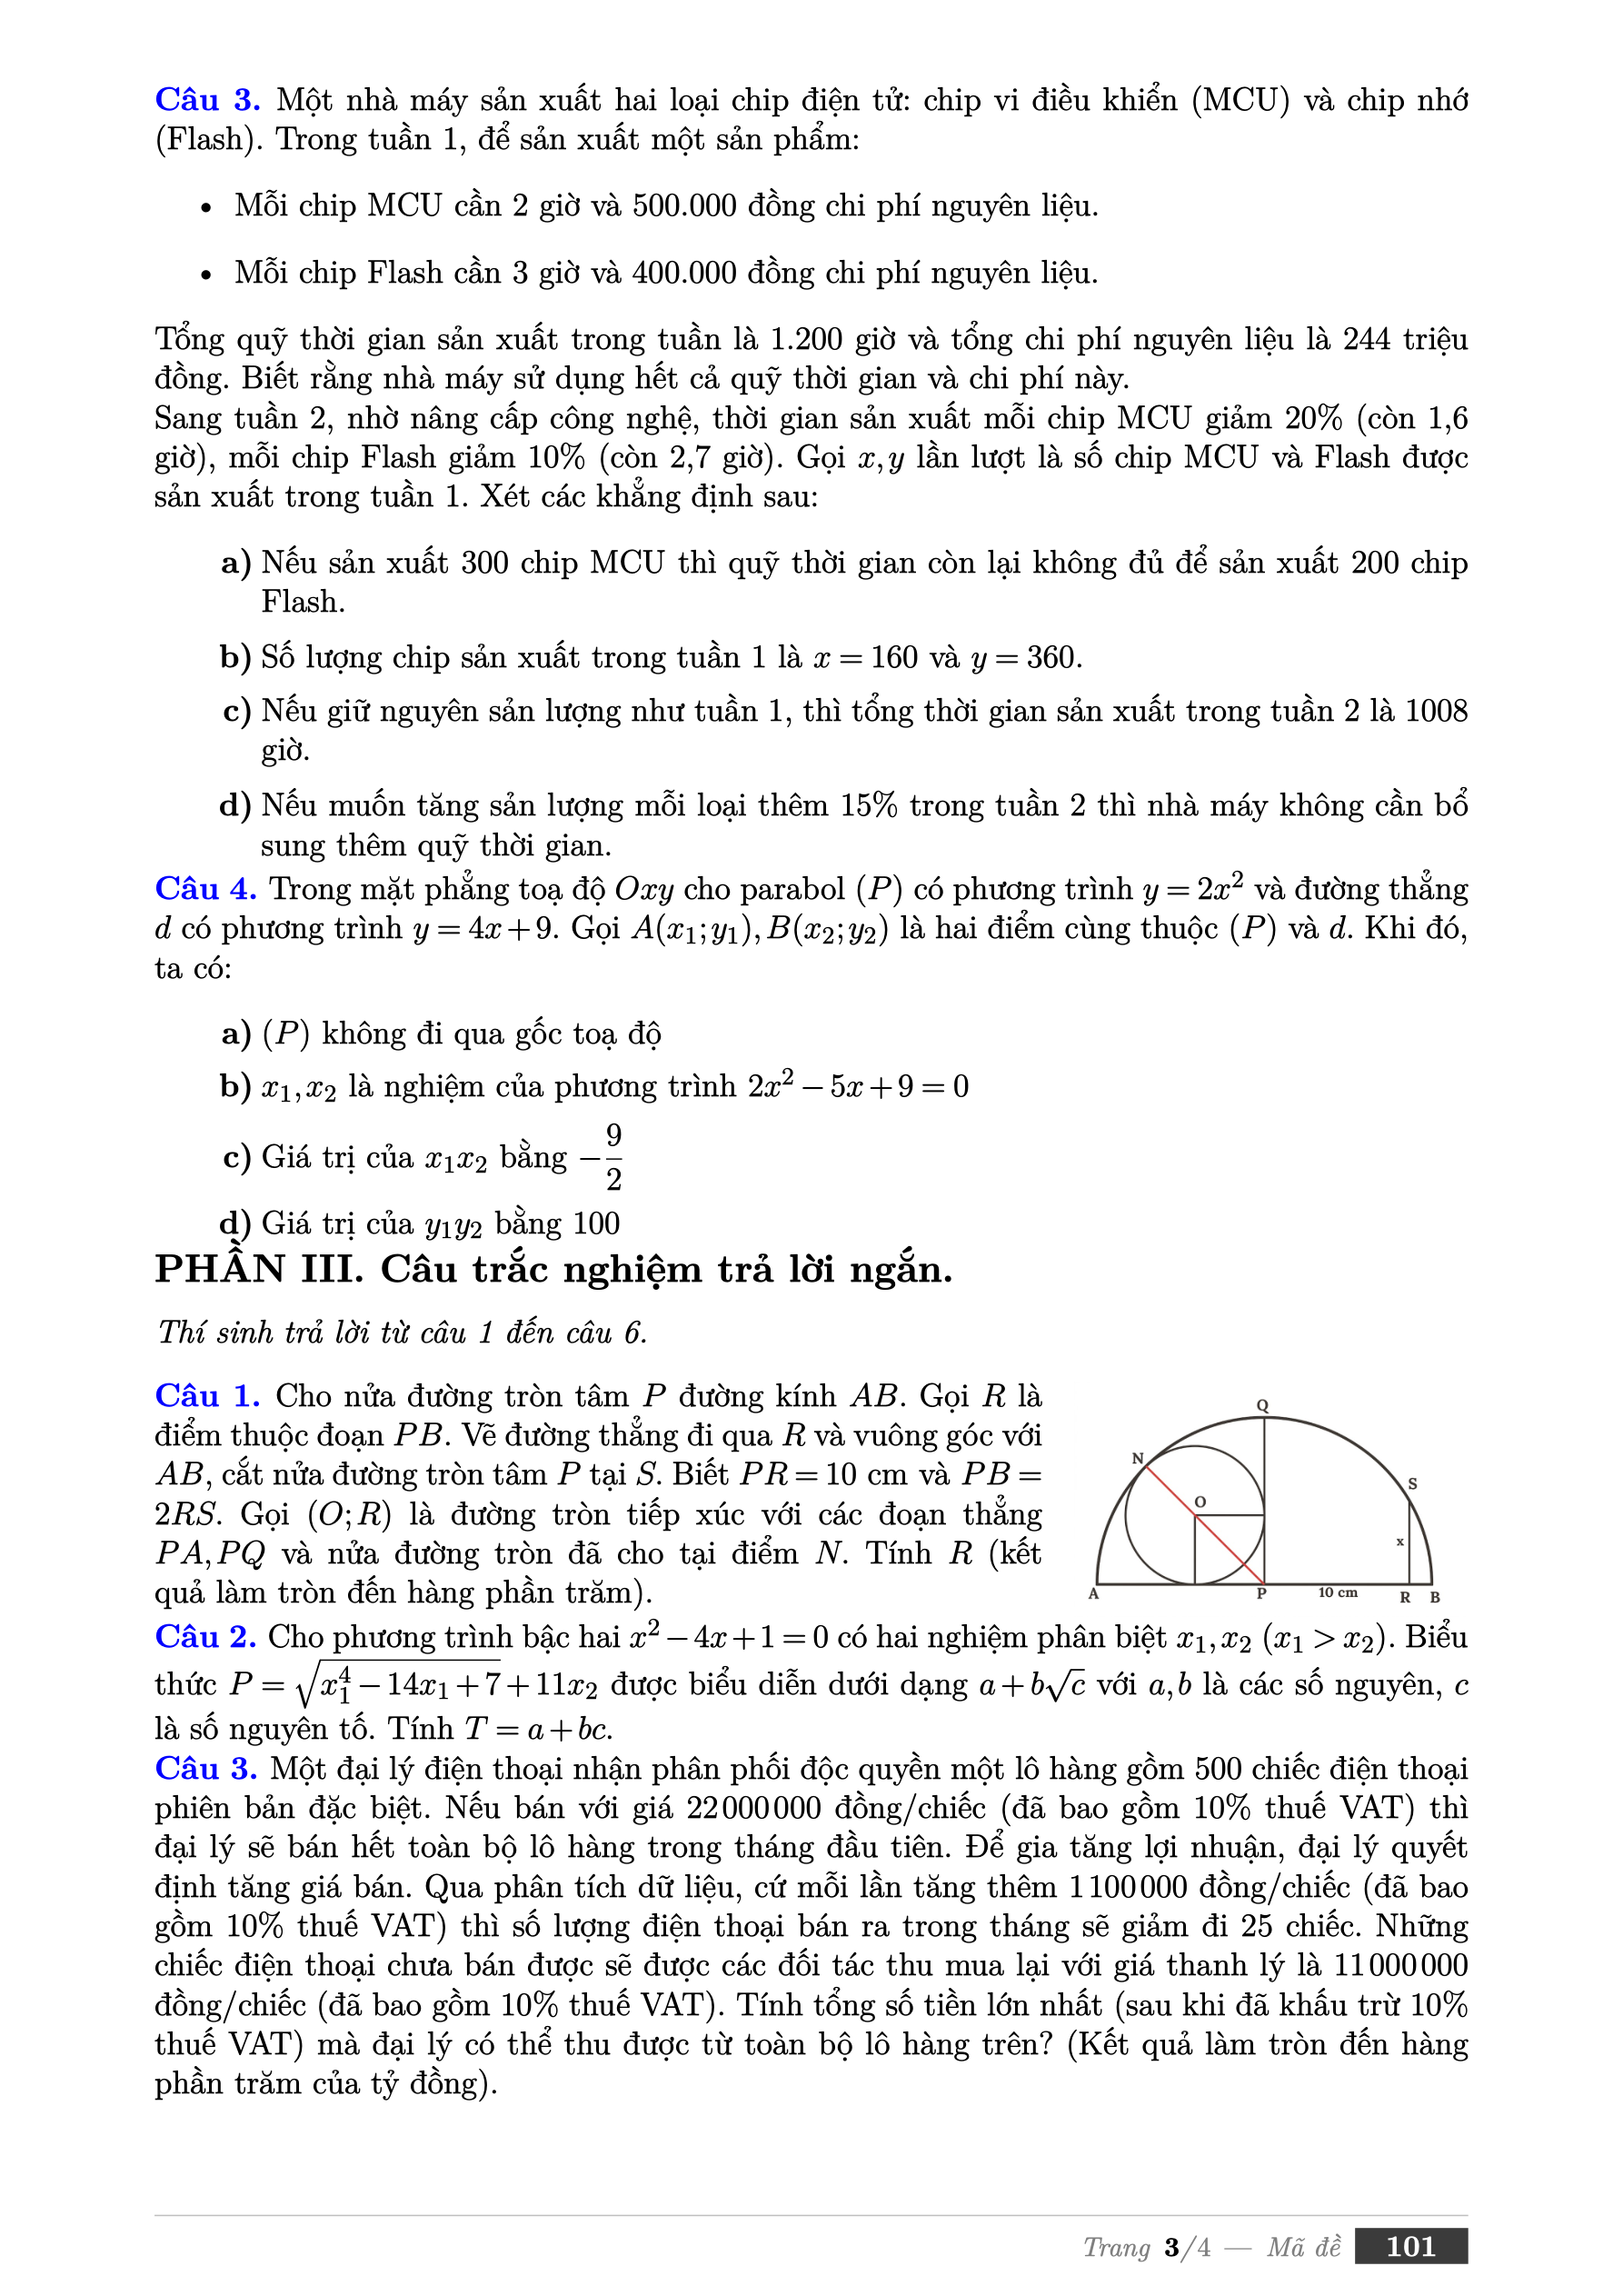 Câu 3. Một nhà máy sản xuất hai loại chip điện tử: chip vi điều khiển (MCU) và chip nhớ
(Flash). Trong tuần 1, để sản xuất một sản phẩm:
• Mỗi chip MCU cần 2 giờ và 500.000 đồng chi phí nguyên liệu.
• Mỗi chip Flash cần 3 giờ và 400.000 đồng chi phí nguyên liệu.
Tổng quỹ thời gian sản xuất trong tuần là 1.200 giờ và tổng chi phí nguyên liệu là 244 triệu
đồng. Biết rằng nhà máy sử dụng hết cả quỹ thời gian và chi phí này.
Sang tuần 2, nhờ nâng cấp công nghệ, thời gian sản xuất mỗi chip MCU giảm 20% (còn 1,6
giờ), mỗi chip Flash giảm 10% (còn 2,7 giờ). Gọi x, y lần lượt là số chip MCU và Flash được
sản xuất trong tuần 1. Xét các khẳng định sau:
a) Nếu sản xuất 300 chip MCU thì quỹ thời gian còn lại không đủ để sản xuất 200 chip
Flash.
b) Số lượng chip sản xuất trong tuần 1 là x = 160 và y = 360.
c) Nếu giữ nguyên sản lượng như tuần 1, thì tổng thời gian sản xuất trong tuần 2 là 1008
giờ.
d) Nếu muốn tăng sản lượng mỗi loại thêm 15% trong tuần 2 thì nhà máy không cần bổ
sung thêm quỹ thời gian.
Câu 4. Trong mặt phẳng toạ độ Oxy cho parabol (P) có phương trình y = 2x² và đường thẳng
d có phương trình y = 4x + 9. Gọi A(x₁; y₁), B(x₂; y₂) là hai điểm cùng thuộc (P) và d. Khi đó,
ta có:
a) (P) không đi qua gốc toạ độ
b) x₁, x₂ là nghiệm của phương trình 2x² − 5x + 9 = 0
c) Giá trị của x₁x₂ bằng −9/2
d) Giá trị của y₁y₂ bằng 100
PHẦN III. Câu trắc nghiệm trả lời ngắn.
Thí sinh trả lời từ câu 1 đến câu 6.
Câu 1. Cho nửa đường tròn tâm P đường kính AB. Gọi R là
điểm thuộc đoạn PB. Vẽ đường thẳng đi qua R và vuông góc với
AB, cắt nửa đường tròn tâm P tại S. Biết PR = 10 cm và PB =
2RS. Gọi (O; R) là đường tròn tiếp xúc với các đoạn thẳng
PA, PQ và nửa đường tròn đã cho tại điểm N. Tính R (kết
quả làm tròn đến hàng phần trăm).
Q
N
S
O
x
A
P
10 cm
R
B
Câu 2. Cho phương trình bậc hai x² − 4x + 1 = 0 có hai nghiệm phân biệt x₁, x₂ (x₁ > x₂). Biểu
thức P = √(x₁⁴ − 14x₁ + 7) + 11x₂ được biểu diễn dưới dạng a + b√c với a, b là các số nguyên, c
là số nguyên tố. Tính T = a + bc.
Câu 3. Một đại lý điện thoại nhận phân phối độc quyền một lô hàng gồm 500 chiếc điện thoại
phiên bản đặc biệt. Nếu bán với giá 22 000 000 đồng/chiếc (đã bao gồm 10% thuế VAT) thì
đại lý sẽ bán hết toàn bộ lô hàng trong tháng đầu tiên. Để gia tăng lợi nhuận, đại lý quyết
định tăng giá bán. Qua phân tích dữ liệu, cứ mỗi lần tăng thêm 1 100 000 đồng/chiếc (đã bao
gồm 10% thuế VAT) thì số lượng điện thoại bán ra trong tháng sẽ giảm đi 25 chiếc. Những
chiếc điện thoại chưa bán được sẽ được các đối tác thu mua lại với giá thanh lý là 11 000 000
đồng/chiếc (đã bao gồm 10% thuế VAT). Tính tổng số tiền lớn nhất (sau khi đã khấu trừ 10%
thuế VAT) mà đại lý có thể thu được từ toàn bộ lô hàng trên? (Kết quả làm tròn đến hàng
phần trăm của tỷ đồng).
Trang 3/4 — Mã đề 101